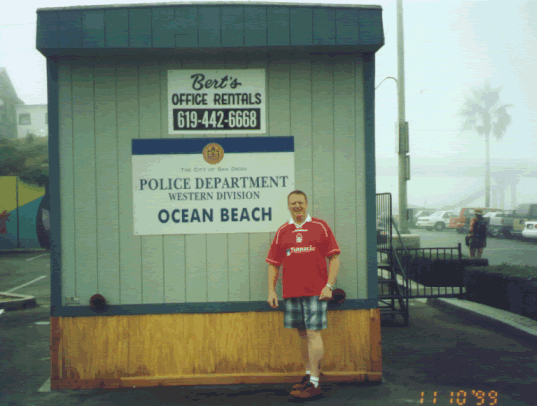 Bert's
OFFICE RENTALS
619-442-6668
THE CITY OF SAN DIEGO
POLICE DEPARTMENT
WESTERN DIVISION
OCEAN BEACH
11 10 '99